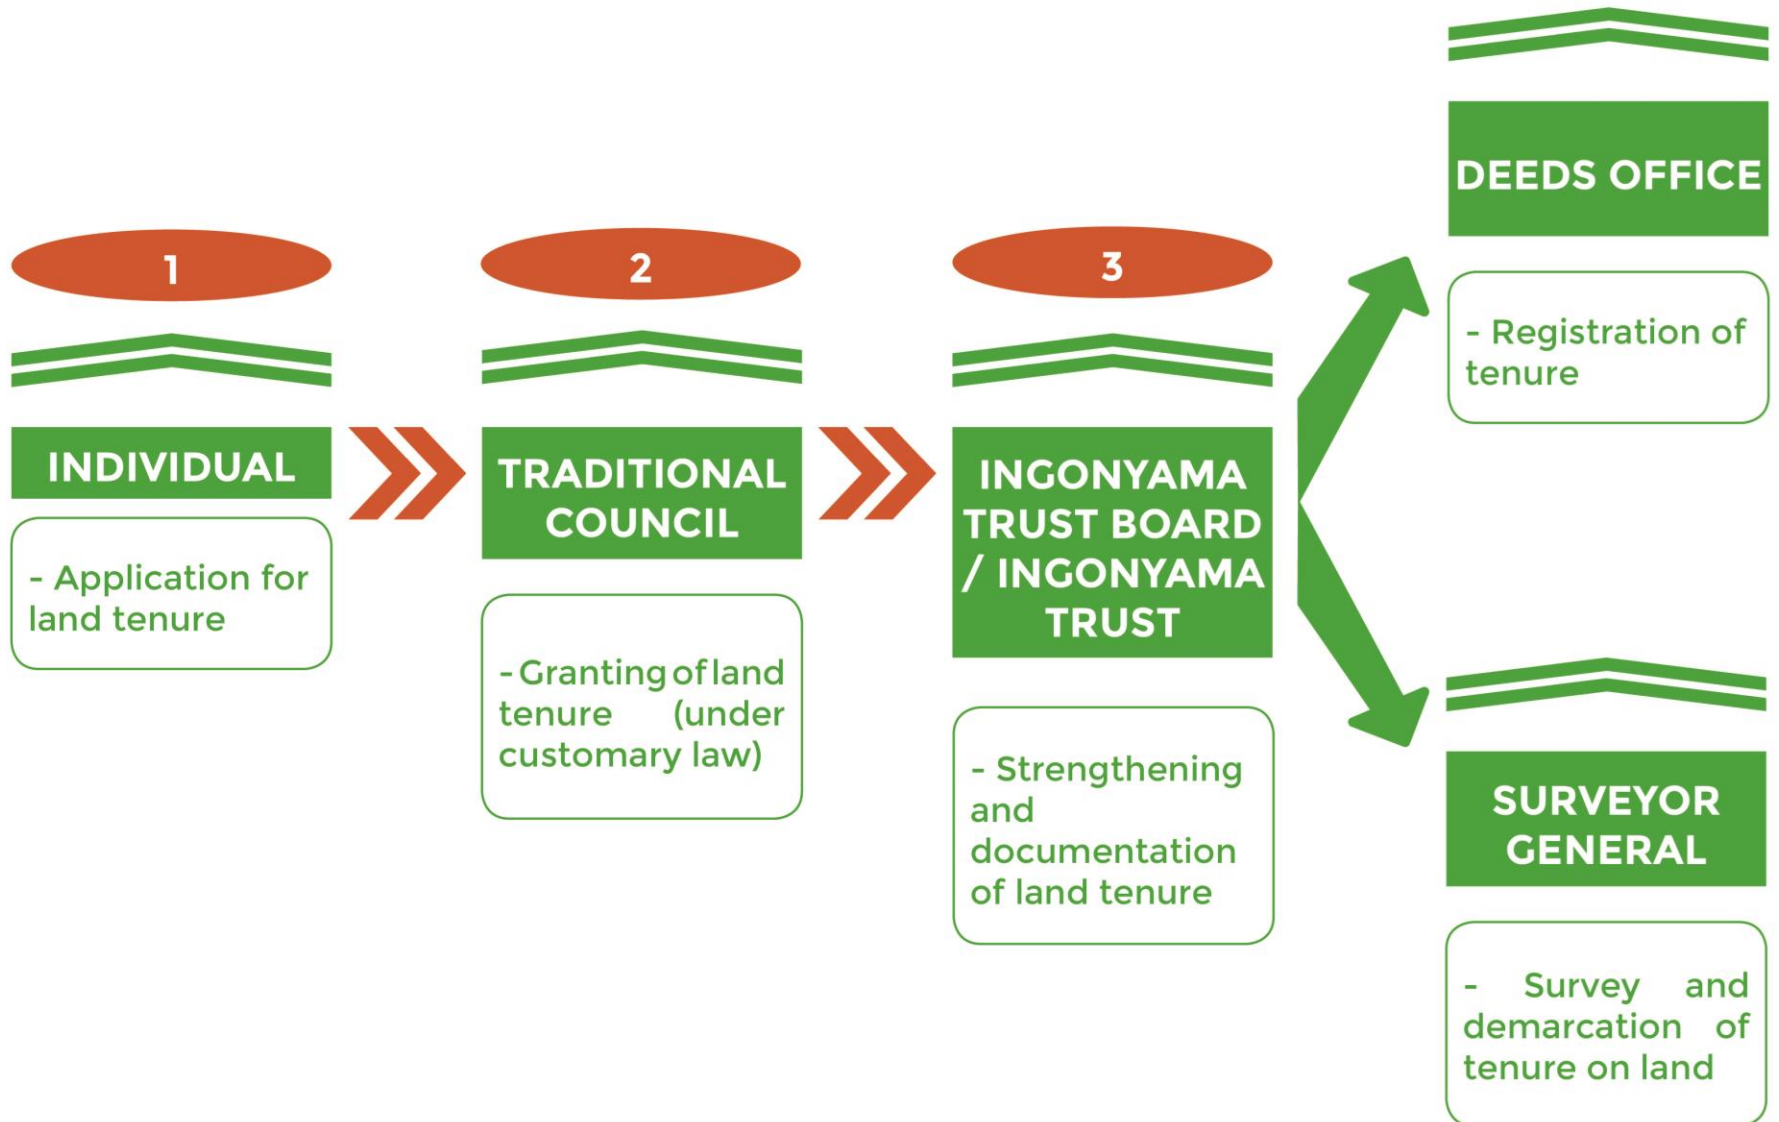 1
INDIVIDUAL
- Application for
land tenure
2
TRADITIONAL
COUNCIL
- Granting of land
tenure (under
customary law)
3
INGONYAMA
TRUST BOARD
/ INGONYAMA
TRUST
- Strengthening
and
documentation
of land tenure
DEEDS OFFICE
- Registration of
tenure
SURVEYOR
GENERAL
- Survey and
demarcation of
tenure on land